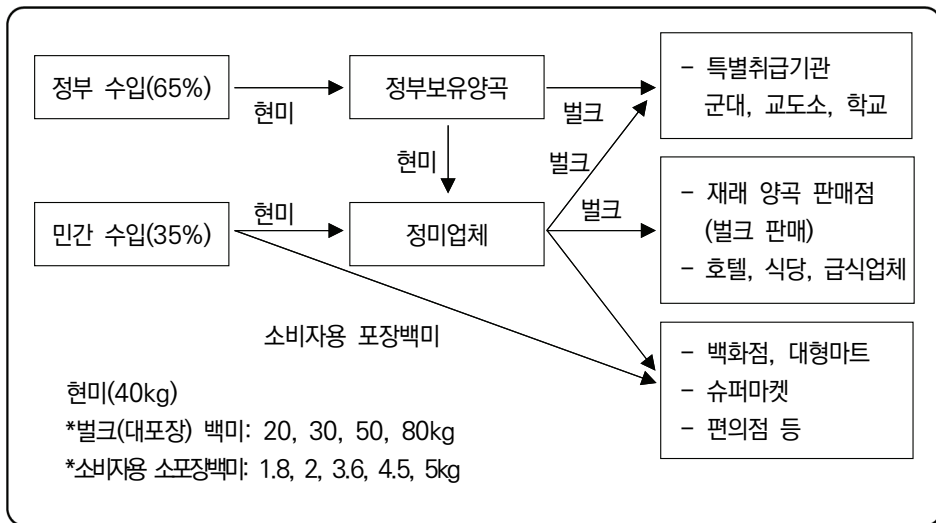 정부 수입(65%)
현미
정부보유양곡
벌크
- 특별취급기관
군대, 교도소, 학교
현미
벌크
민간 수입(35%)
현미
정미업체
벌크
- 재래 양곡 판매점
(벌크 판매)
- 호텔, 식당, 급식업체
소비자용 포장백미
- 백화점, 대형마트
- 슈퍼마켓
- 편의점 등
현미(40kg)
*벌크(대포장) 백미: 20, 30, 50, 80kg
*소비자용 소포장백미: 1.8, 2, 3.6, 4.5, 5kg